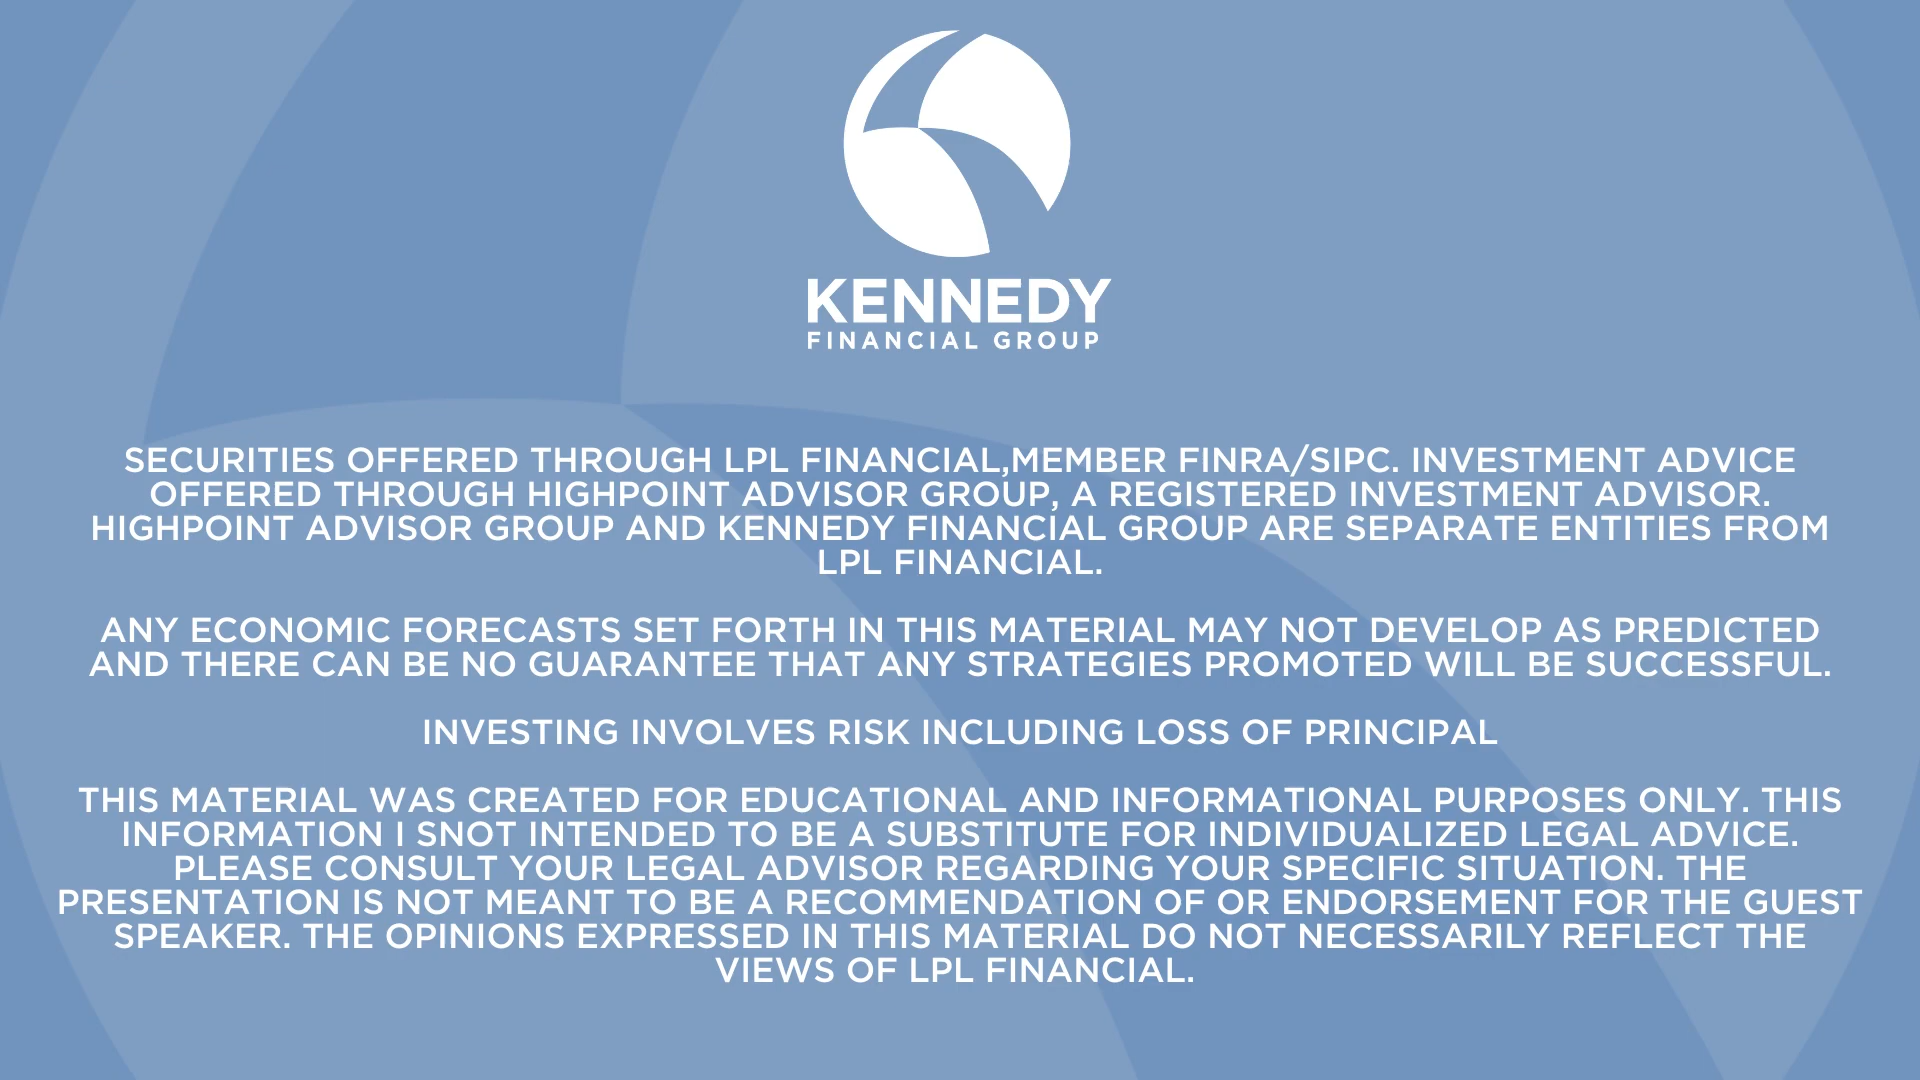 KENNEDY
FINANCIAL GROUP
SECURITIES OFFERED THROUGH LPL FINANCIAL,MEMBER FINRA/SIPC. INVESTMENT ADVICE
OFFERED THROUGH HIGHPOINT ADVISOR GROUP, A REGISTERED INVESTMENT ADVISOR.
HIGHPOINT ADVISOR GROUP AND KENNEDY FINANCIAL GROUP ARE SEPARATE ENTITIES FROM
LPL FINANCIAL.
ANY ECONOMIC FORECASTS SET FORTH IN THIS MATERIAL MAY NOT DEVELOP AS PREDICTED
AND THERE CAN BE NO GUARANTEE THAT ANY STRATEGIES PROMOTED WILL BE SUCCESSFUL.
INVESTING INVOLVES RISK INCLUDING LOSS OF PRINCIPAL
THIS MATERIAL WAS CREATED FOR EDUCATIONAL AND INFORMATIONAL PURPOSES ONLY. THIS
INFORMATION I SNOT INTENDED TO BE A SUBSTITUTE FOR INDIVIDUALIZED LEGAL ADVICE.
PLEASE CONSULT YOUR LEGAL ADVISOR REGARDING YOUR SPECIFIC SITUATION. THE
PRESENTATION IS NOT MEANT TO BE A RECOMMENDATION OF OR ENDORSEMENT FOR THE GUEST
SPEAKER. THE OPINIONS EXPRESSED IN THIS MATERIAL DO NOT NECESSARILY REFLECT THE
VIEWS OF LPL FINANCIAL.